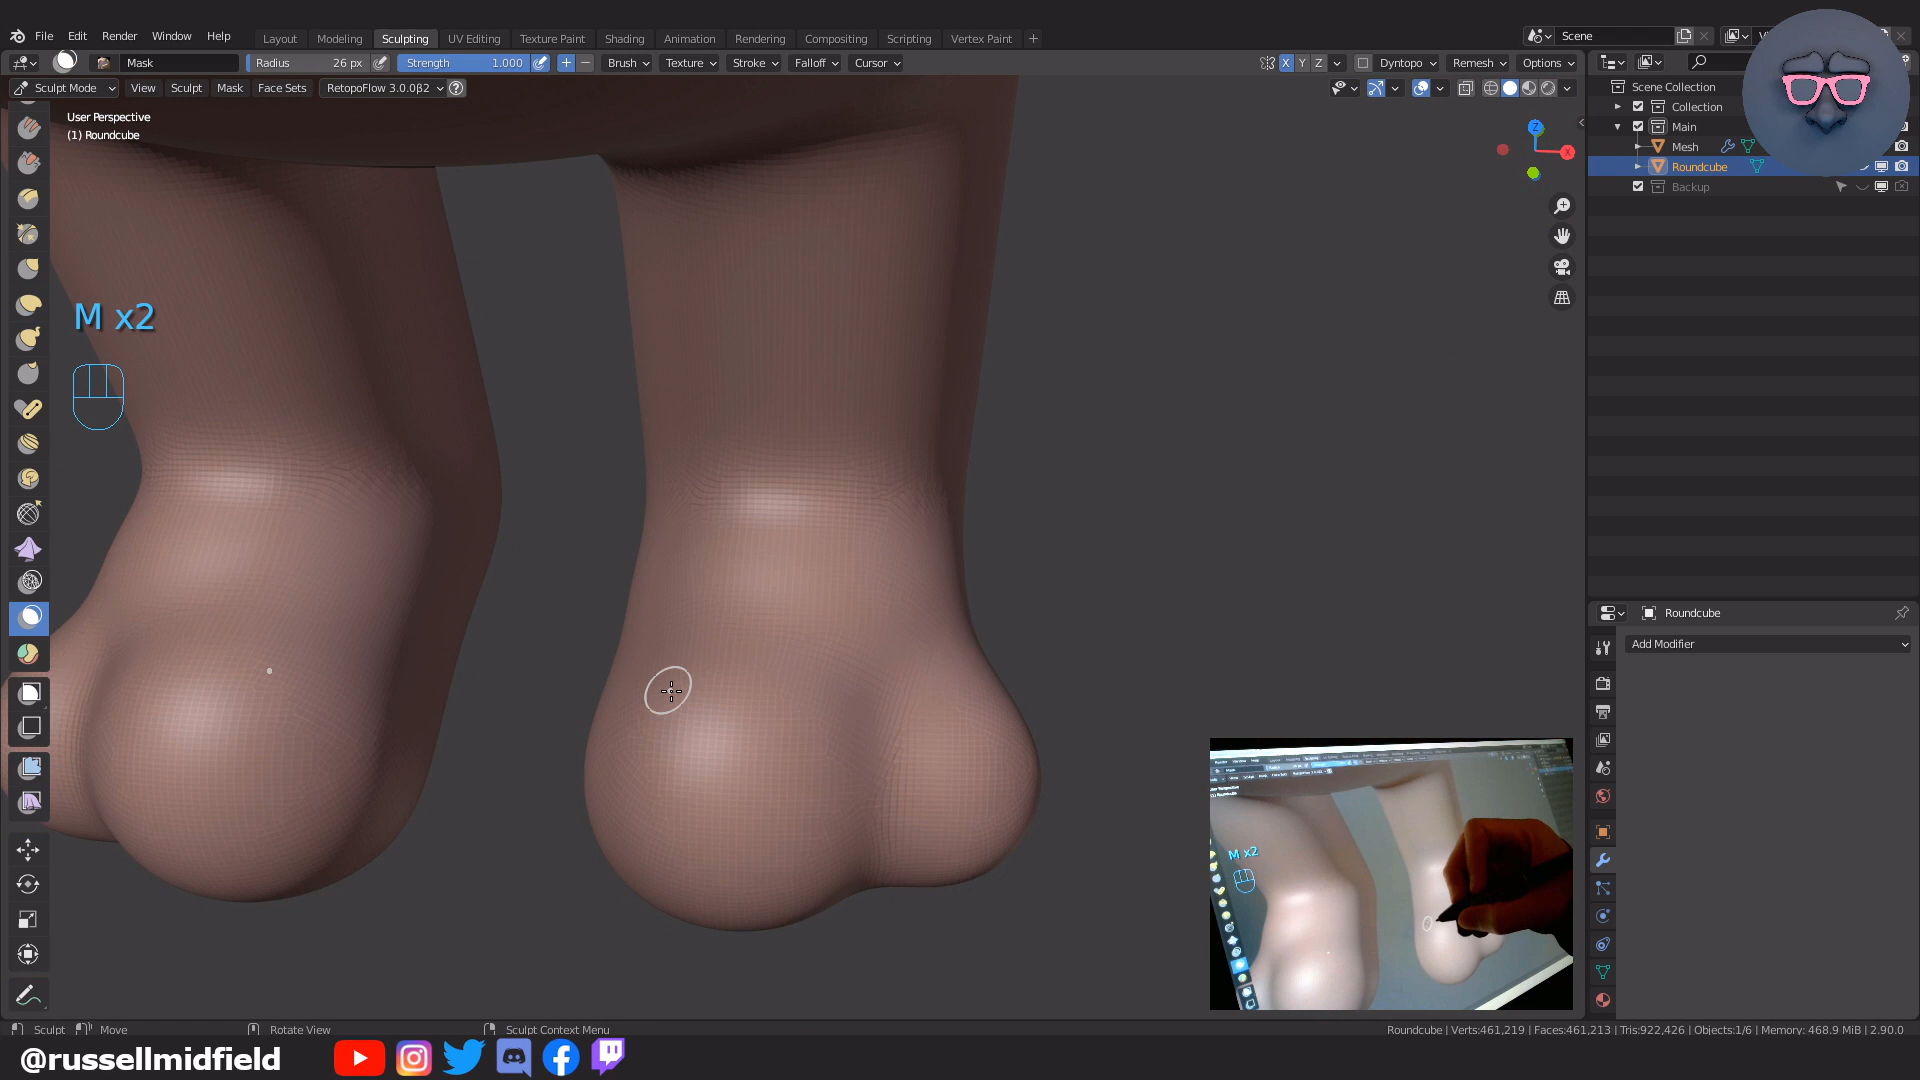 File Edit Render Window Help
Layout Modeling Sculpting UV Editing Texture Paint Shading Animation Rendering Compositing Scripting Vertex Paint +
Scene
Mask Radius 26 px Strength 1.000 + − Brush Texture Stroke Falloff Cursor X Y Z Dyntopo Remesh Options
Sculpt Mode View Sculpt Mask Face Sets RetopoFlow 3.0.0β2 ?
User Perspective
(1) Roundcube
Z
X
M x2
Scene Collection
Collection
Main
Mesh
Roundcube
Backup
Roundcube
Add Modifier
M x2
Sculpt Move Rotate View Sculpt Context Menu
Roundcube | Verts:461,219 | Faces:461,213 | Tris:922,426 | Objects:1/6 | Memory: 468.9 MiB | 2.90.0
@russellmidfield